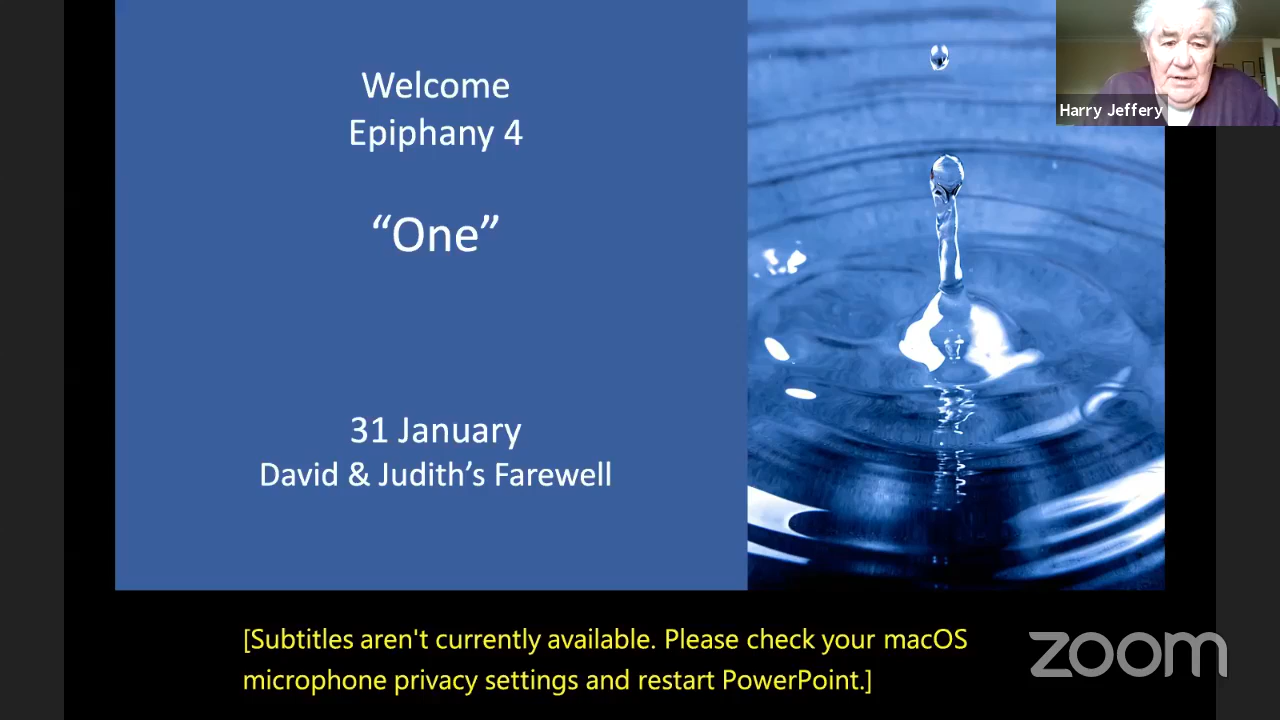 Welcome
Epiphany 4
“One”
31 January
David & Judith’s Farewell
Harry Jeffery
[Subtitles aren't currently available. Please check your macOS
microphone privacy settings and restart PowerPoint.]
zoom